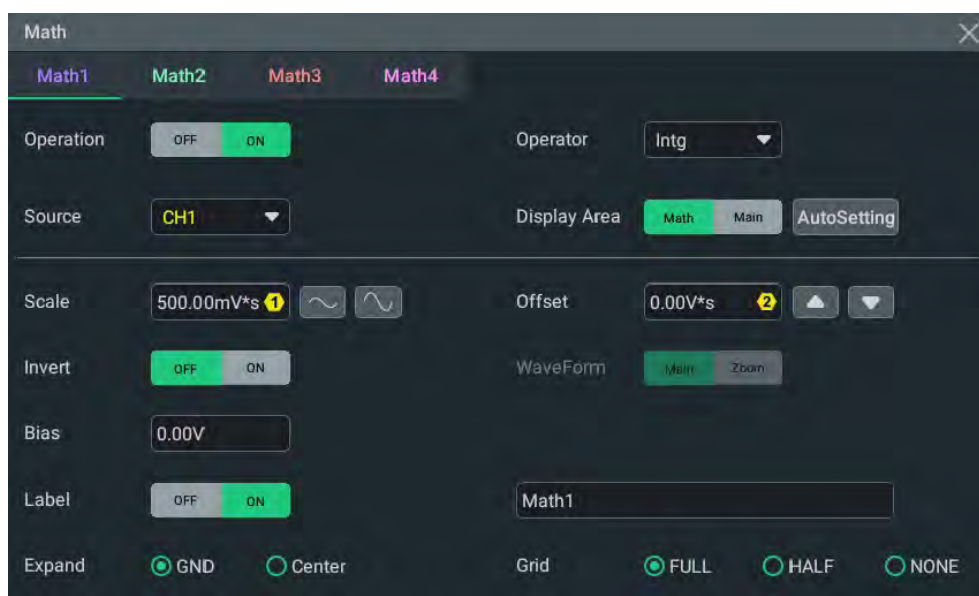 Math
Math1 Math2 Math3 Math4
Operation OFF ON Operator Intg
Source CH1 Display Area Math Main AutoSetting
Scale 500.00mV*s 1 Offset 0.00V*s 2
Invert OFF ON WaveForm Main Zoom
Bias 0.00V
Label OFF ON Math1
Expand GND Center Grid FULL HALF NONE